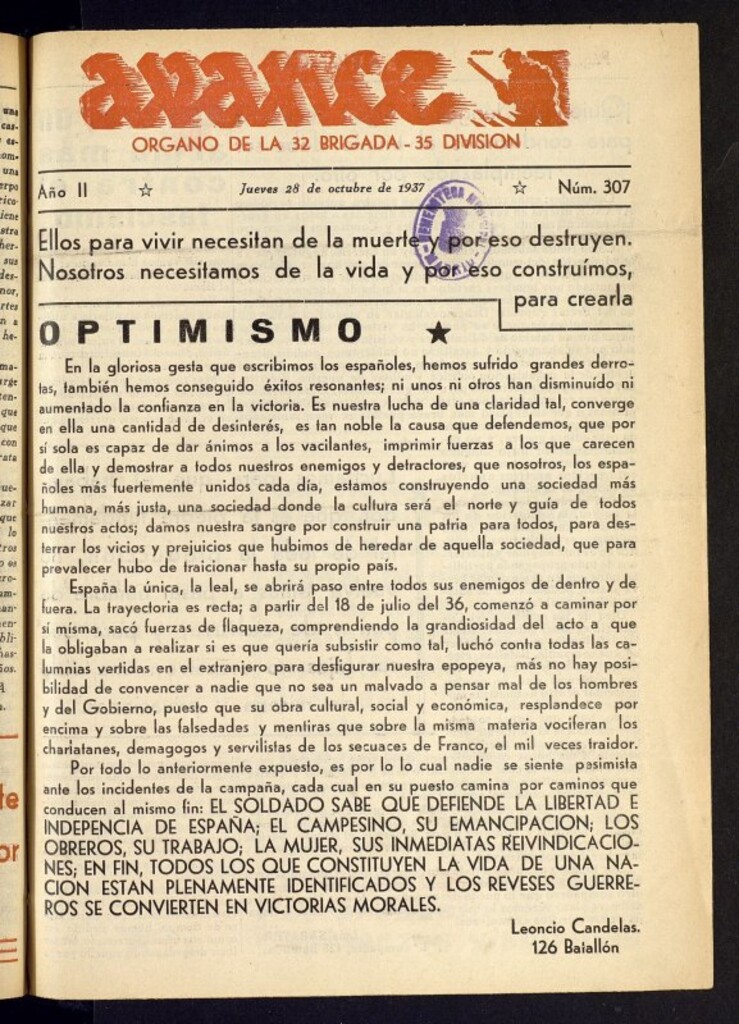 avance
ORGANO DE LA 32 BRIGADA - 35 DIVISION
Año II ☆ Jueves 28 de octubre de 1937 ☆ Núm. 307
HEMEROTECA MUNICIPAL MADRID
Ellos para vivir necesitan de la muerte y por eso destruyen.
Nosotros necesitamos de la vida y por eso construímos,
para crearla
OPTIMISMO ★
En la gloriosa gesta que escribimos los españoles, hemos sufrido grandes derro-
tas, también hemos conseguido éxitos resonantes; ni unos ni otros han disminuído ni
aumentado la confianza en la victoria. Es nuestra lucha de una claridad tal, converge
en ella una cantidad de desinterés, es tan noble la causa que defendemos, que por
sí sola es capaz de dar ánimos a los vacilantes, imprimir fuerzas a los que carecen
de ella y demostrar a todos nuestros enemigos y detractores, que nosotros, los espa-
ñoles más fuertemente unidos cada día, estamos construyendo una sociedad más
humana, más justa, una sociedad donde la cultura será el norte y guía de todos
nuestros actos; damos nuestra sangre por construir una patria para todos, para des-
terrar los vicios y prejuicios que hubimos de heredar de aquella sociedad, que para
prevalecer hubo de traicionar hasta su propio país.
España la única, la leal, se abrirá paso entre todos sus enemigos de dentro y de
fuera. La trayectoria es recta; a partir del 18 de julio del 36, comenzó a caminar por
sí misma, sacó fuerzas de flaqueza, comprendiendo la grandiosidad del acto a que
la obligaban a realizar si es que quería subsistir como tal, luchó contra todas las ca-
lumnias vertidas en el extranjero para desfigurar nuestra epopeya, más no hay posi-
bilidad de convencer a nadie que no sea un malvado a pensar mal de los hombres
y del Gobierno, puesto que su obra cultural, social y económica, resplandece por
encima y sobre las falsedades y mentiras que sobre la misma materia vociferan los
charlatanes, demagogos y servilistas de los secuaces de Franco, el mil veces traidor.
Por todo lo anteriormente expuesto, es por lo lo cual nadie se siente pasimista
ante los incidentes de la campaña, cada cual en su puesto camina por caminos que
conducen al mismo fin: EL SOLDADO SABE QUE DEFIENDE LA LIBERTAD E
INDEPENCIA DE ESPAÑA; EL CAMPESINO, SU EMANCIPACION; LOS
OBREROS, SU TRABAJO; LA MUJER, SUS INMEDIATAS REIVINDICACIO-
NES; EN FIN, TODOS LOS QUE CONSTITUYEN LA VIDA DE UNA NA-
CION ESTAN PLENAMENTE IDENTIFICADOS Y LOS REVESES GUERRE-
ROS SE CONVIERTEN EN VICTORIAS MORALES.
Leoncio Candelas.
126 Batallón